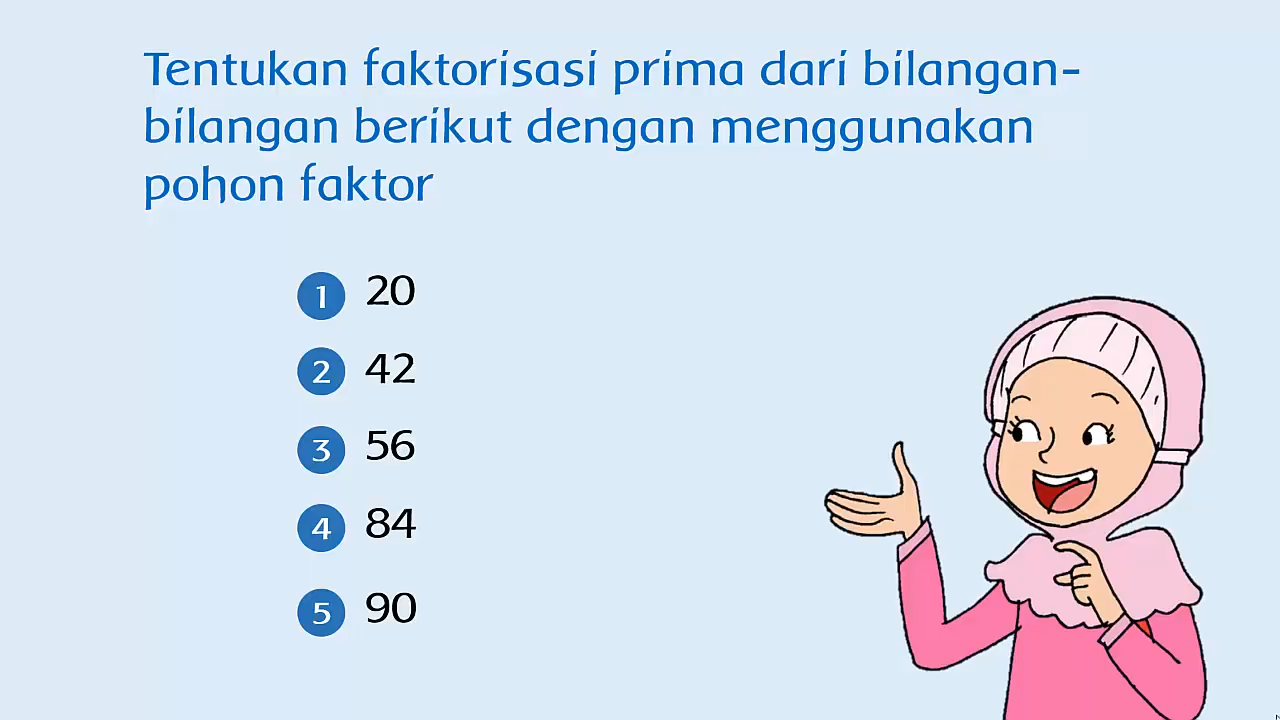 Tentukan faktorisasi prima dari bilangan-
bilangan berikut dengan menggunakan
pohon faktor
1 20
2 42
3 56
4 84
5 90